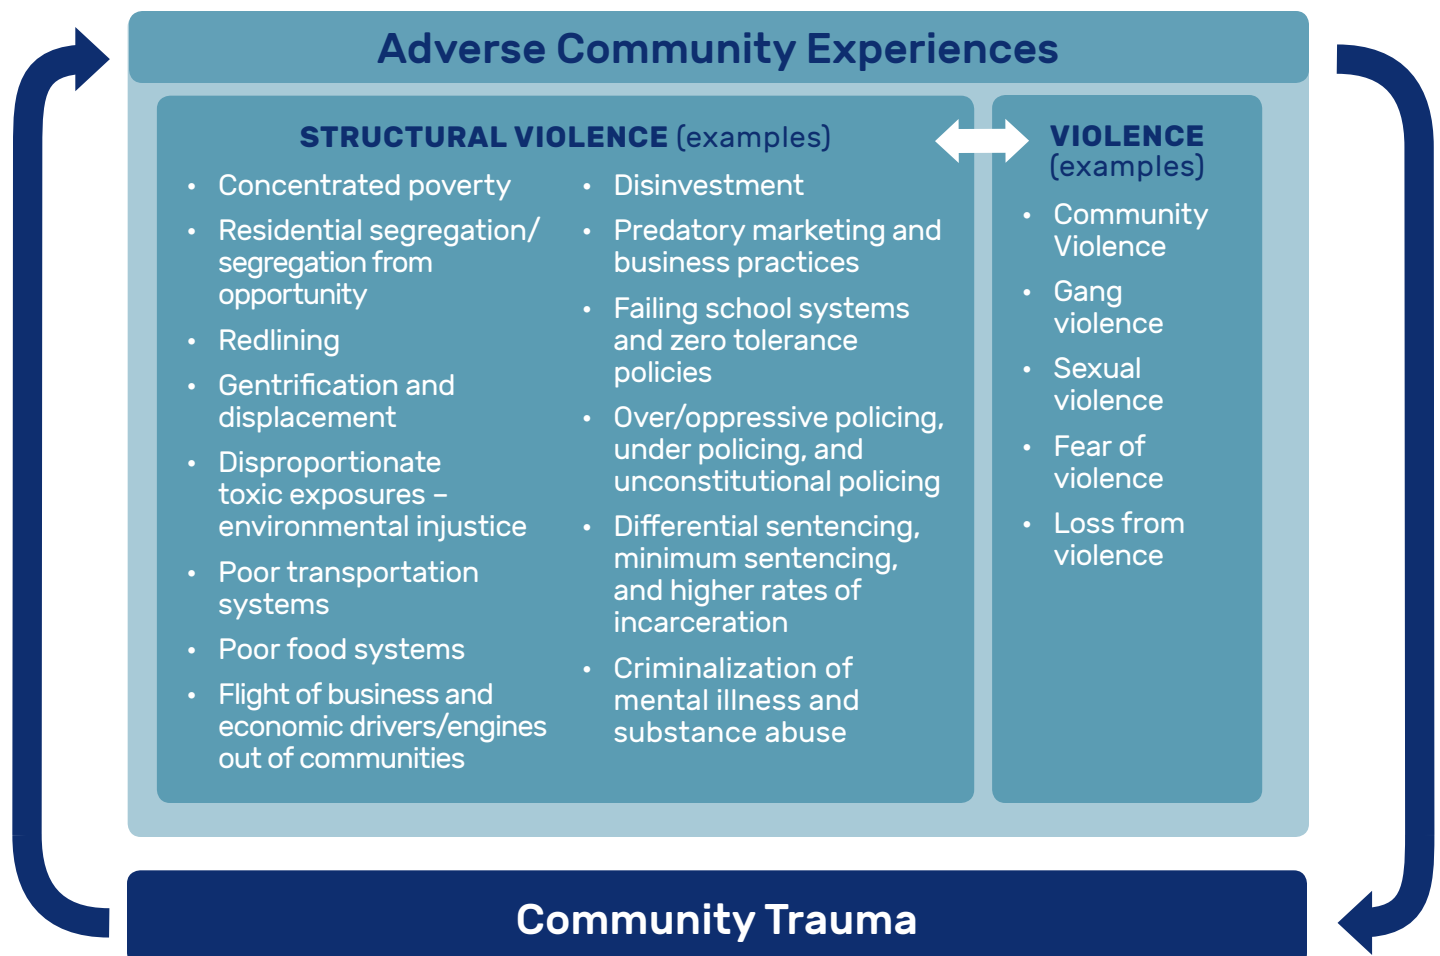 Adverse Community Experiences
STRUCTURAL VIOLENCE (examples)
• Concentrated poverty
• Residential segregation/
segregation from
opportunity
• Redlining
• Gentrification and
displacement
• Disproportionate
toxic exposures –
environmental injustice
• Poor transportation
systems
• Poor food systems
• Flight of business and
economic drivers/engines
out of communities
• Disinvestment
• Predatory marketing and
business practices
• Failing school systems
and zero tolerance
policies
• Over/oppressive policing,
under policing, and
unconstitutional policing
• Differential sentencing,
minimum sentencing,
and higher rates of
incarceration
• Criminalization of
mental illness and
substance abuse
VIOLENCE
(examples)
• Community
Violence
• Gang
violence
• Sexual
violence
• Fear of
violence
• Loss from
violence
Community Trauma